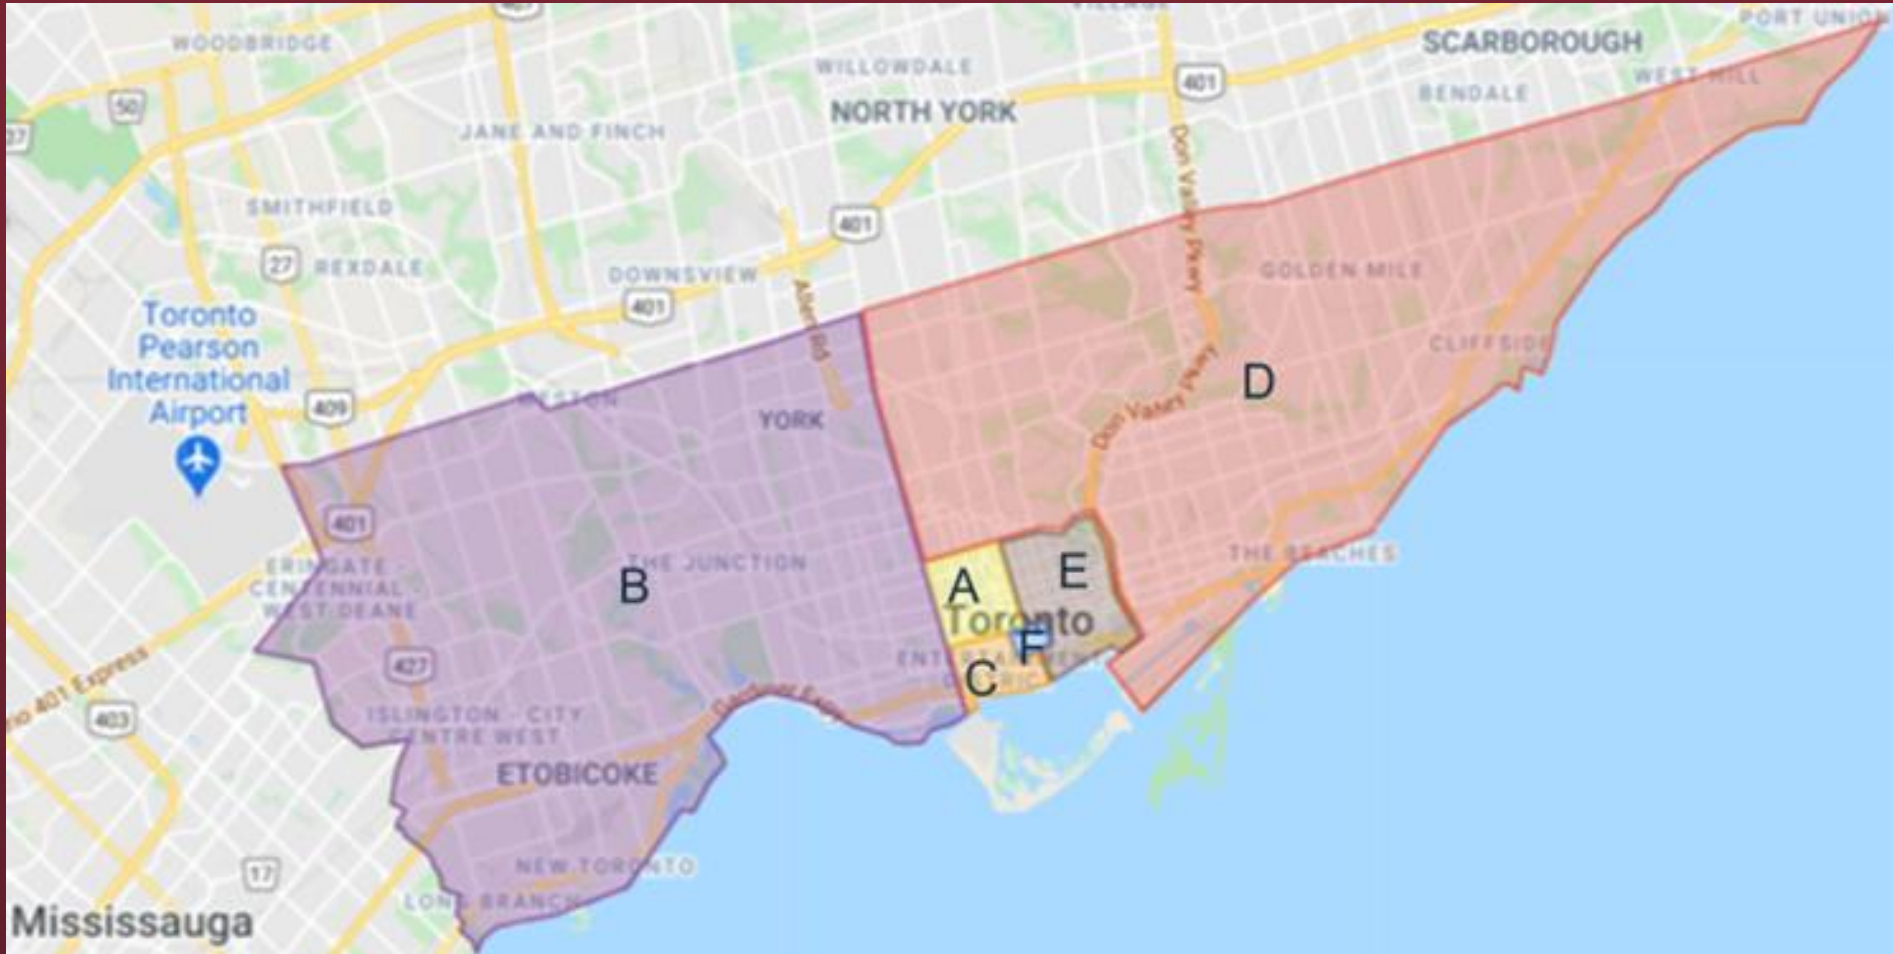 PORT UNION
WOODBRIDGE
SCARBOROUGH
WILLOWDALE
401
WEST HILL
50
BENDALE
NORTH YORK
JANE AND FINCH
Don Valley Pkwy
SMITHFIELD
401
27
REXDALE
DOWNSVIEW
GOLDEN MILE
401
Allen Rd
Toronto
Pearson
International
Airport
CLIFFSIDE
409
WESTON
YORK
D
Don Valley Pkwy
401
THE BEACHES
ERINGATE -
CENTENNIAL -
WEST DEANE
THE JUNCTION
B
A
E
Toronto
F
ENTERTAINMENT
DISTRICT
C
427
401 Express
403
Gardiner Expy
ISLINGTON - CITY
CENTRE WEST
ETOBICOKE
NEW TORONTO
17
LONG BRANCH
Mississauga